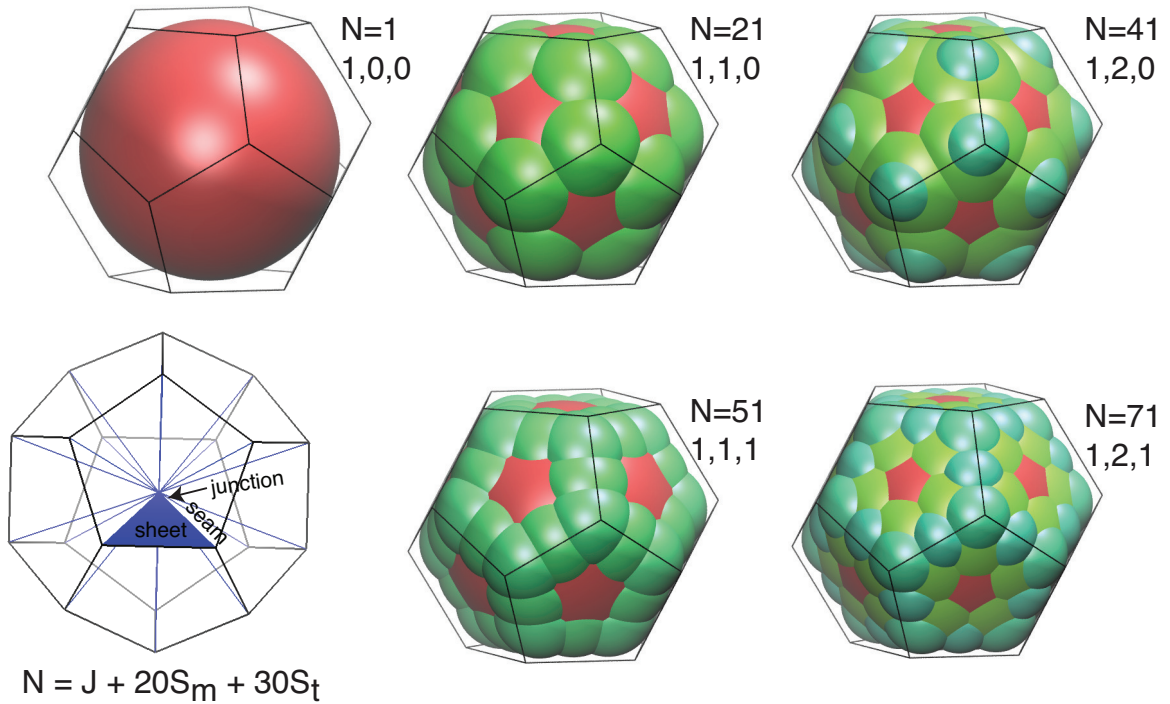 N=1
1,0,0
N=21
1,1,0
N=41
1,2,0
junction
seam
sheet
N = J + 20Sm + 30St
N=51
1,1,1
N=71
1,2,1